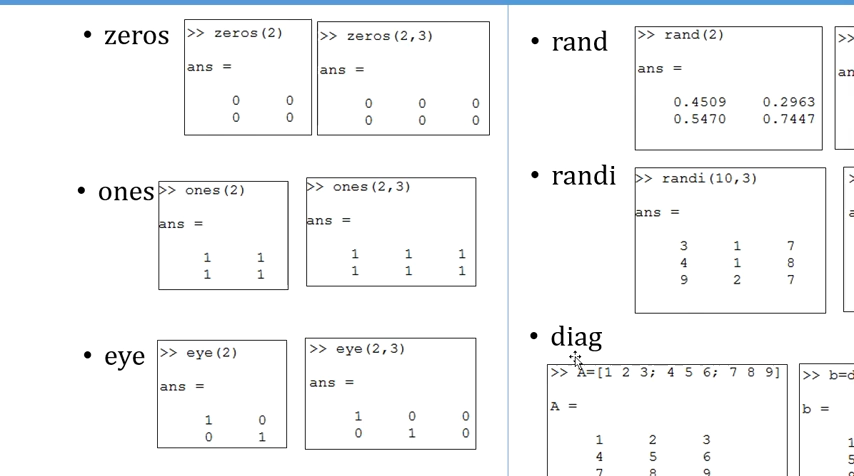 • zeros
>> zeros(2)
ans =
0 0
0 0
>> zeros(2,3)
ans =
0 0 0
0 0 0
• ones
>> ones(2)
ans =
1 1
1 1
>> ones(2,3)
ans =
1 1 1
1 1 1
• eye
>> eye(2)
ans =
1 0
0 1
>> eye(2,3)
ans =
1 0 0
0 1 0
• rand
>> rand(2)
ans =
0.4509 0.2963
0.5470 0.7447
>>
an
• randi
>> randi(10,3)
ans =
3 1 7
4 1 8
9 2 7
• diag
>> A=[1 2 3; 4 5 6; 7 8 9]
A =
1 2 3
4 5 6
7 8 9
>> b=d
b =
1
5